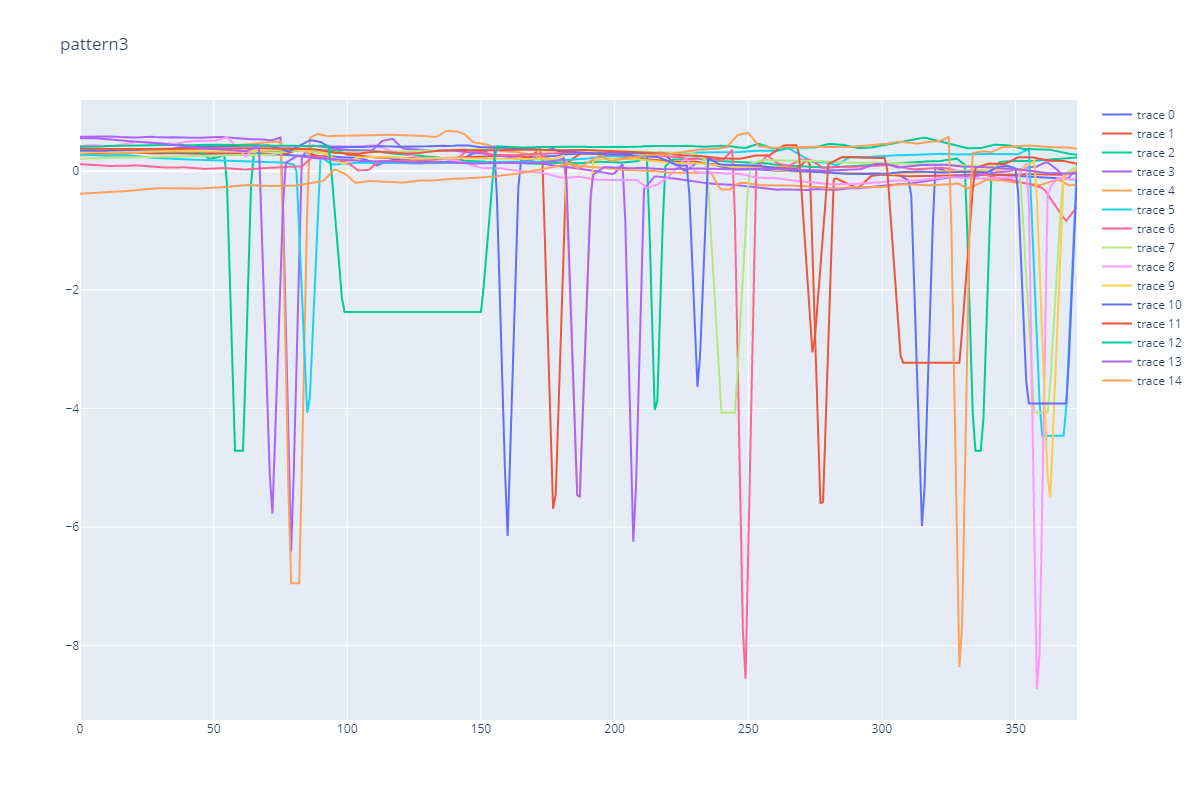 pattern3
trace 0
trace 1
trace 2
trace 3
trace 4
trace 5
trace 6
trace 7
trace 8
trace 9
trace 10
trace 11
trace 12
trace 13
trace 14
0
−2
−4
−6
−8
0 50 100 150 200 250 300 350